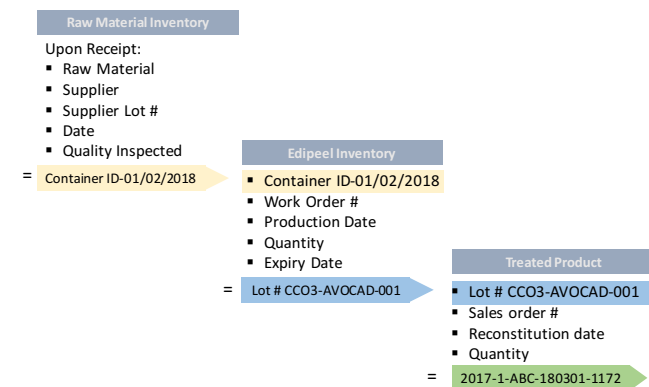 Raw Material Inventory
Upon Receipt:
▪ Raw Material
▪ Supplier
▪ Supplier Lot #
▪ Date
▪ Quality Inspected
= Container ID-01/02/2018
Edipeel Inventory
▪ Container ID-01/02/2018
▪ Work Order #
▪ Production Date
▪ Quantity
▪ Expiry Date
= Lot # CCO3-AVOCAD-001
Treated Product
▪ Lot # CCO3-AVOCAD-001
▪ Sales order #
▪ Reconstitution date
▪ Quantity
= 2017-1-ABC-180301-1172